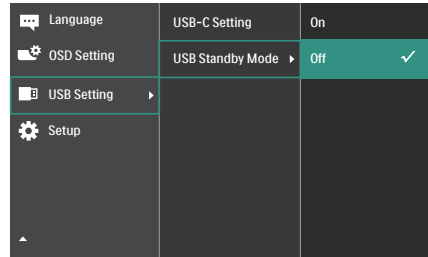 Language
OSD Setting
USB Setting
Setup
USB-C Setting
USB Standby Mode
On
Off